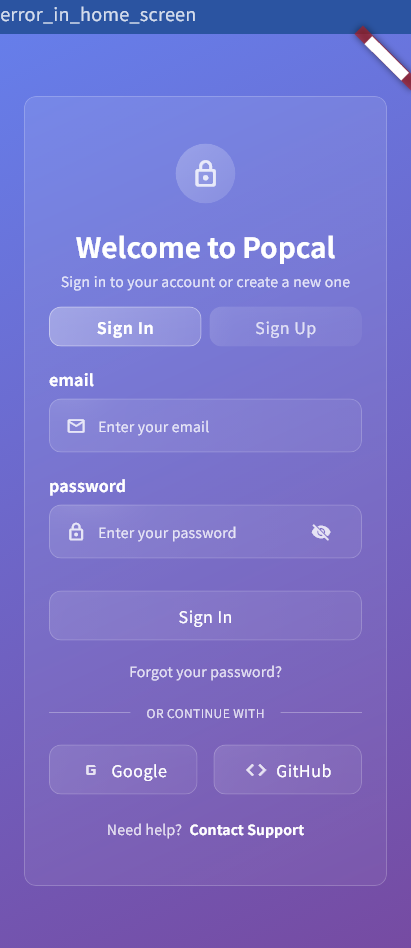 error_in_home_screen
Welcome to Popcal
Sign in to your account or create a new one
Sign In
Sign Up
email
Enter your email
password
Enter your password
Sign In
Forgot your password?
OR CONTINUE WITH
G Google
GitHub
Need help? Contact Support